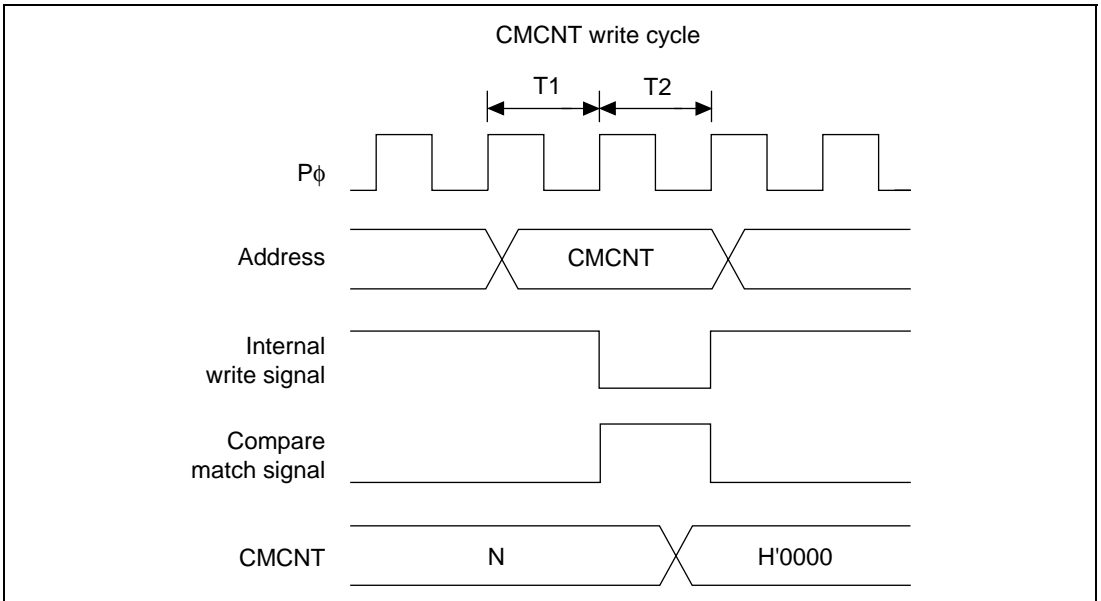 CMCNT write cycle
T1 T2
Pϕ
Address CMCNT
Internal
write signal
Compare
match signal
CMCNT N H'0000